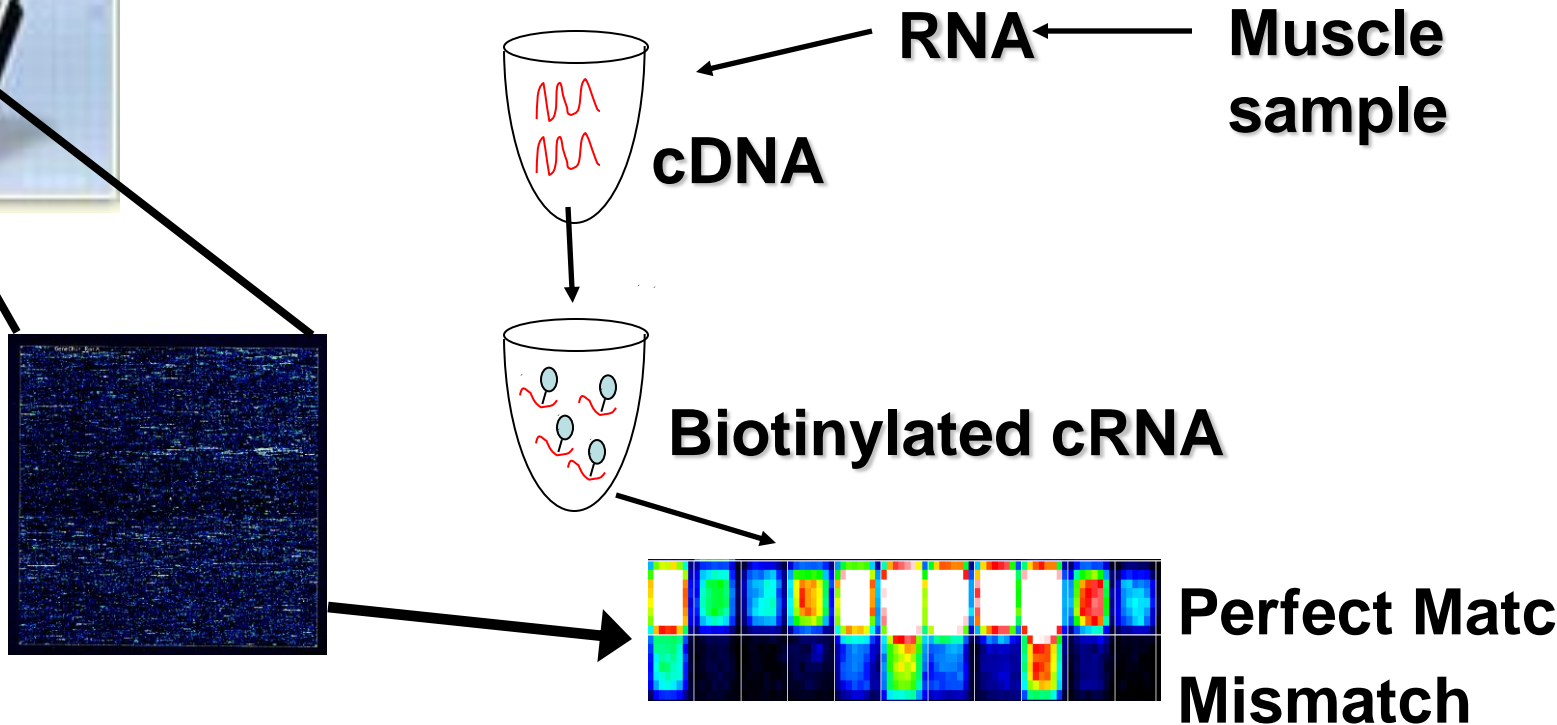 RNA
Muscle
sample
cDNA
Biotinylated cRNA
Perfect Matc
Mismatch